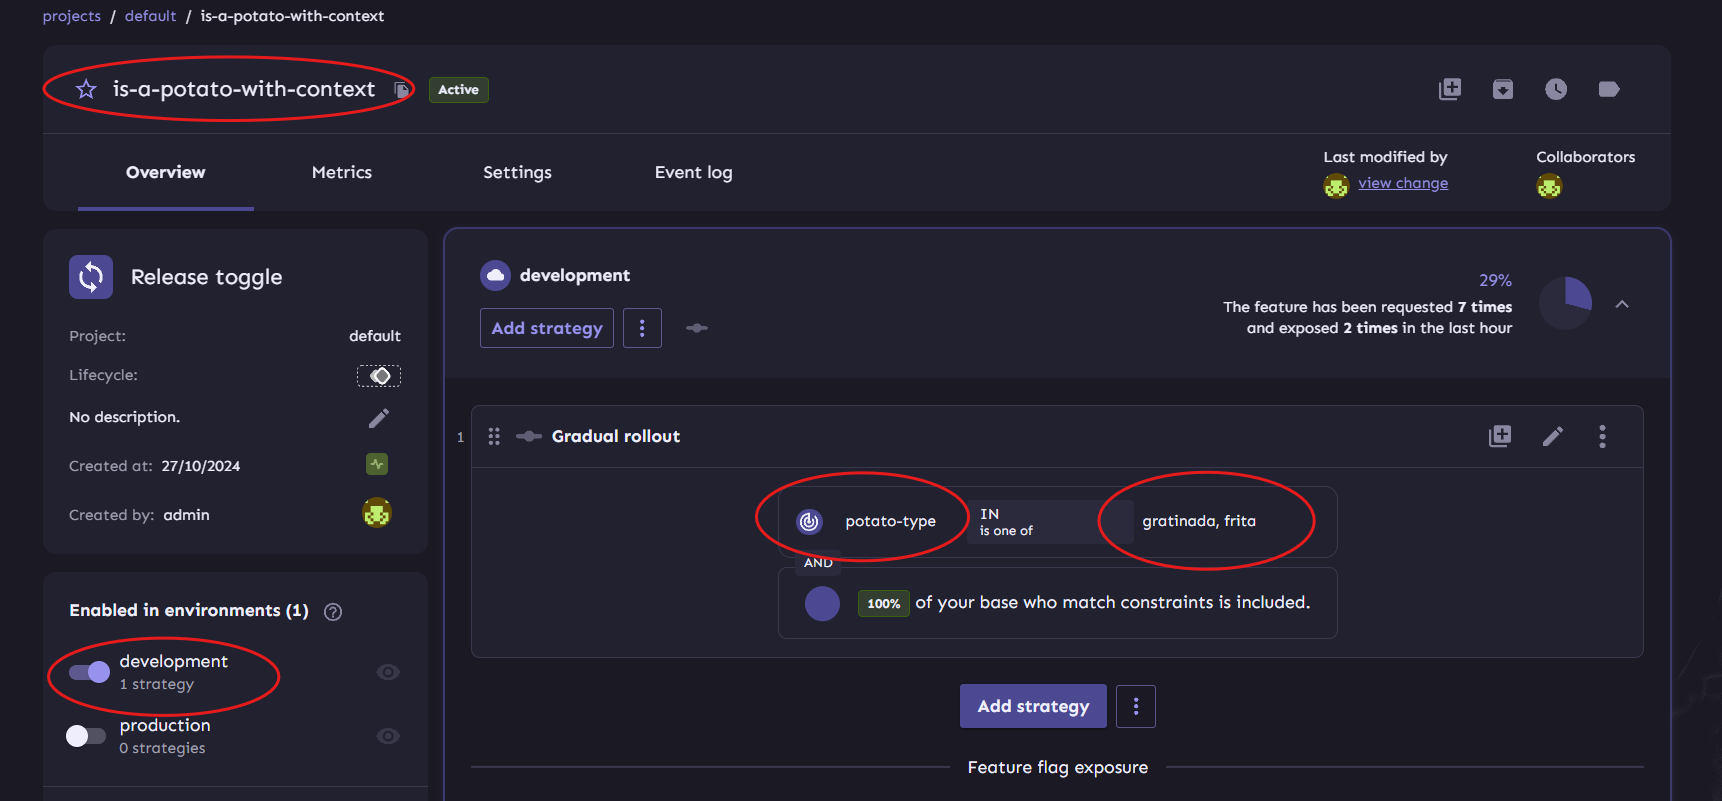 projects / default / is-a-potato-with-context
is-a-potato-with-context Active
Overview Metrics Settings Event log
Last modified by
view change
Collaborators
Release toggle
Project: default
Lifecycle:
No description.
Created at: 27/10/2024
Created by: admin
Enabled in environments (1) ?
development
1 strategy
production
0 strategies
development
Add strategy
29%
The feature has been requested 7 times
and exposed 2 times in the last hour
1 Gradual rollout
potato-type IN
is one of
gratinada, frita
AND
100% of your base who match constraints is included.
Add strategy
Feature flag exposure